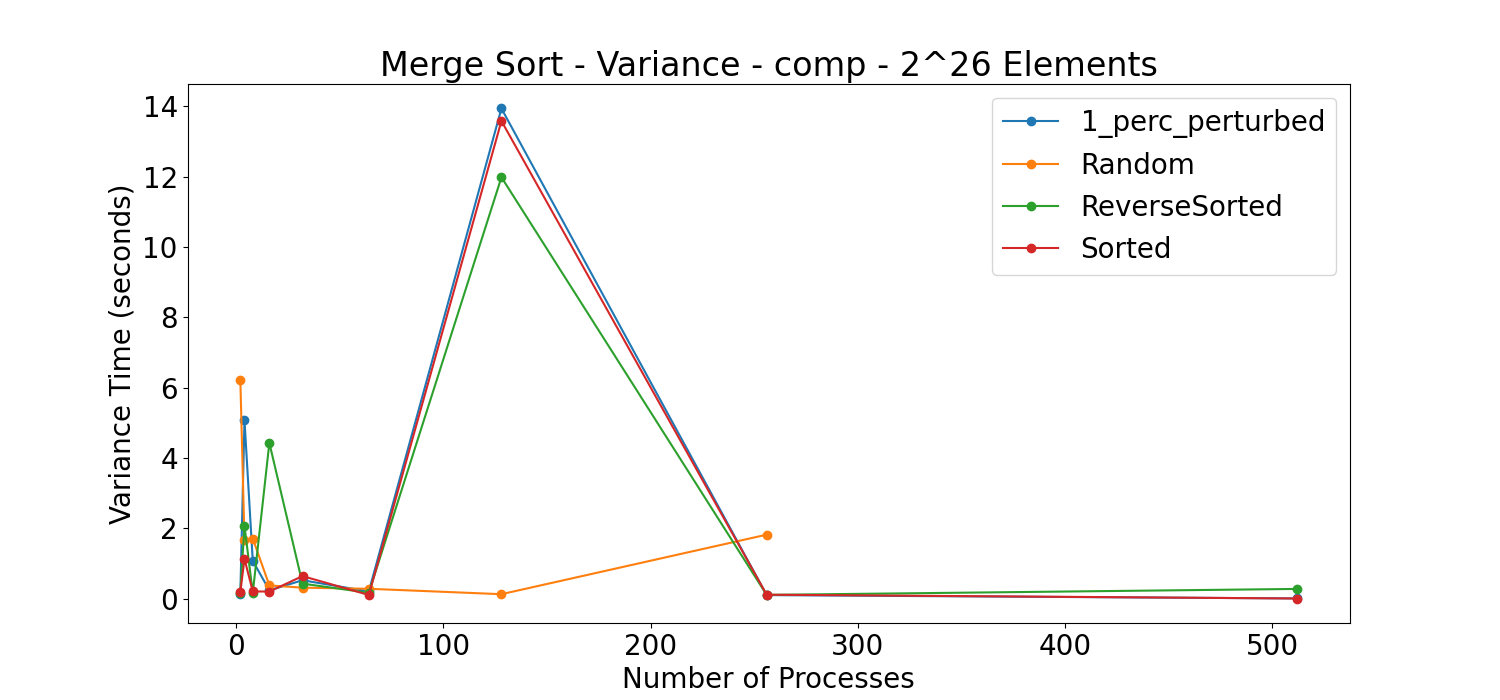 Merge Sort - Variance - comp - 2^26 Elements
14
12
10
8
6
4
2
0
Variance Time (seconds)
1_perc_perturbed
Random
ReverseSorted
Sorted
0 100 200 300 400 500
Number of Processes